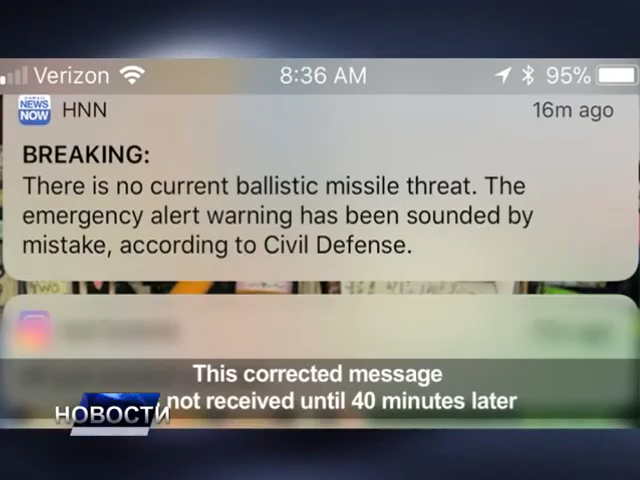 Verizon 8:36 AM 95%
HAWAII NEWS NOW HNN 16m ago
BREAKING:
There is no current ballistic missile threat. The
emergency alert warning has been sounded by
mistake, according to Civil Defense.
This corrected message
not received until 40 minutes later
НОВОСТИ